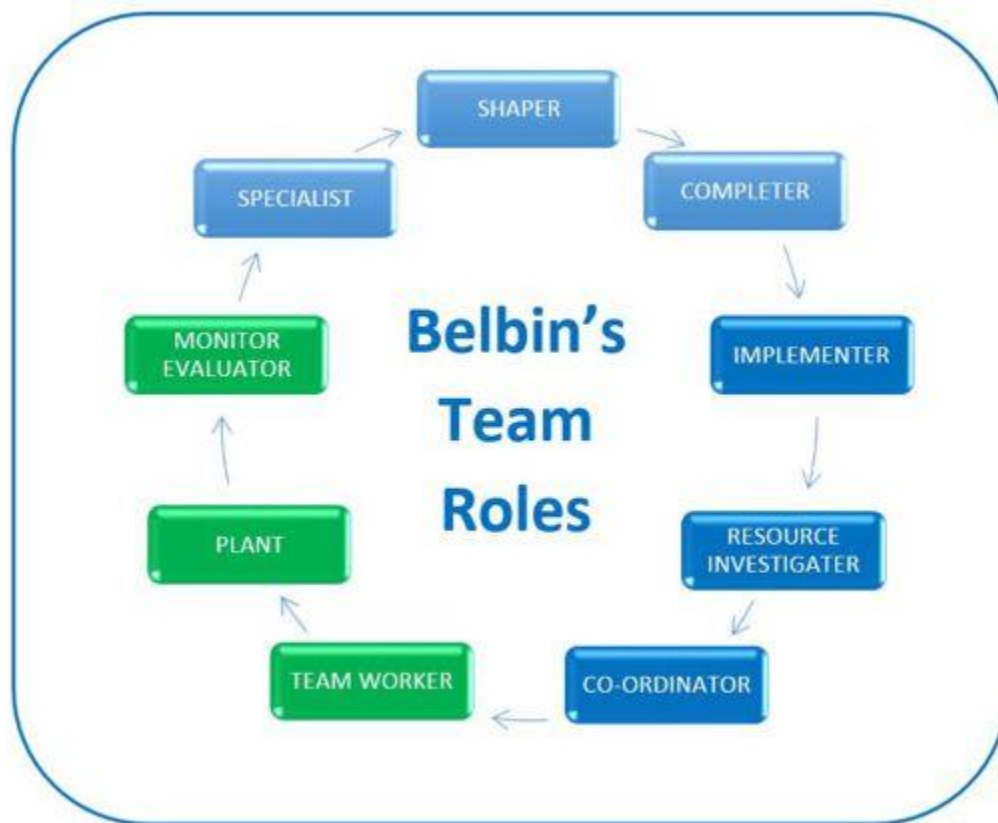 SHAPER
COMPLETER
IMPLEMENTER
RESOURCE
INVESTIGATER
CO-ORDINATOR
TEAM WORKER
PLANT
MONITOR
EVALUATOR
SPECIALIST
Belbin’s
Team
Roles